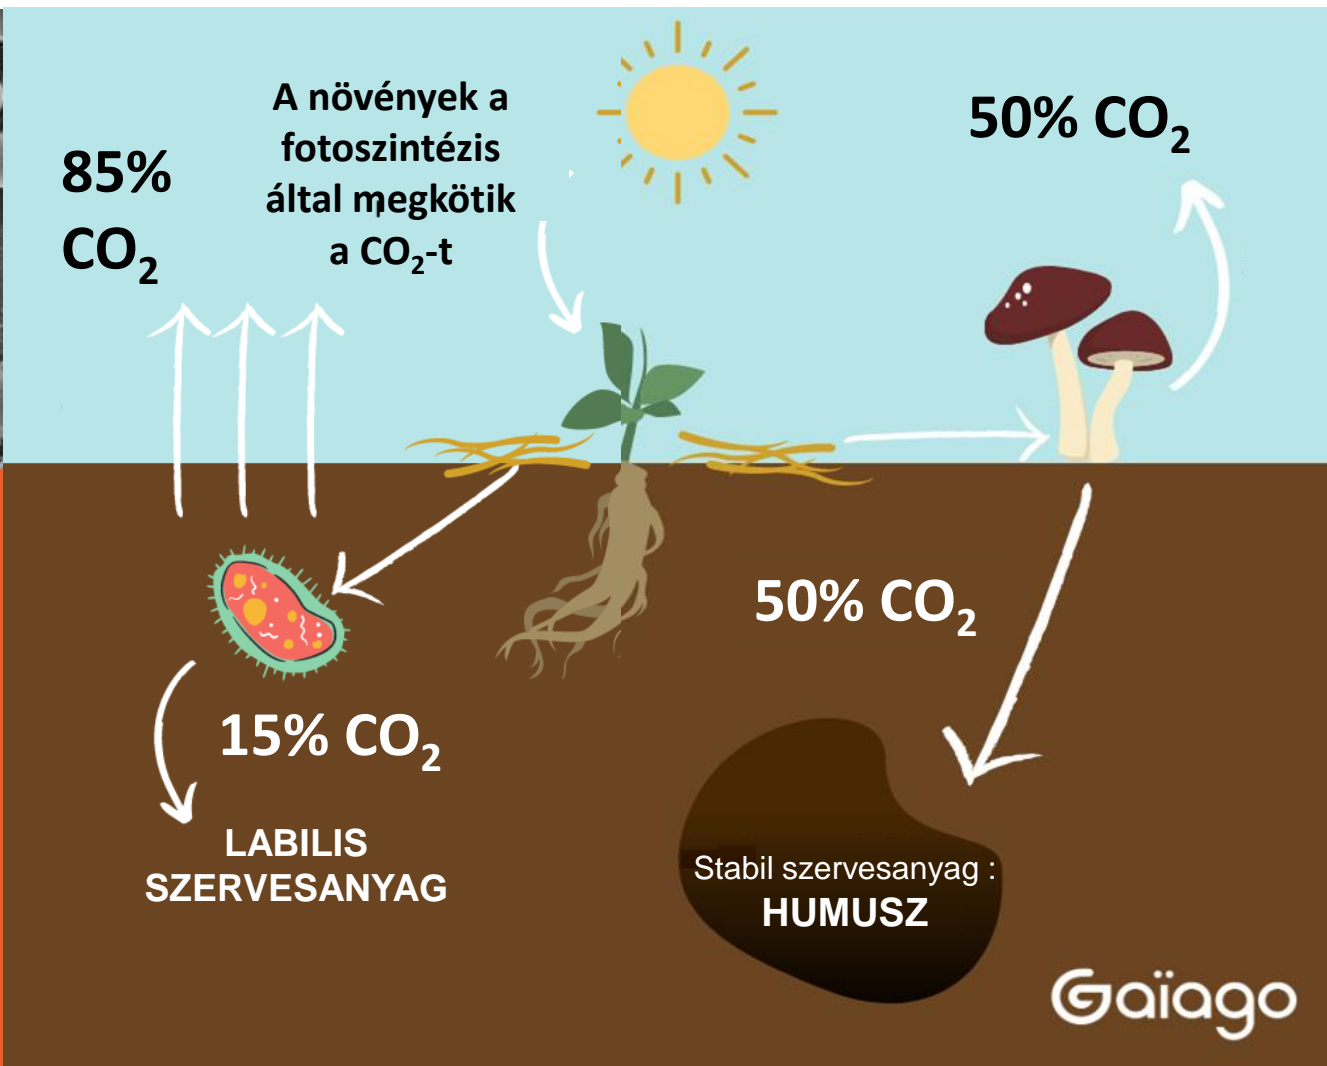 85%
CO₂
A növények a
fotoszintézis
által megkötik
a CO₂-t
50% CO₂
50% CO₂
15% CO₂
LABILIS
SZERVESANYAG
Stabil szervesanyag :
HUMUSZ
Gaïago